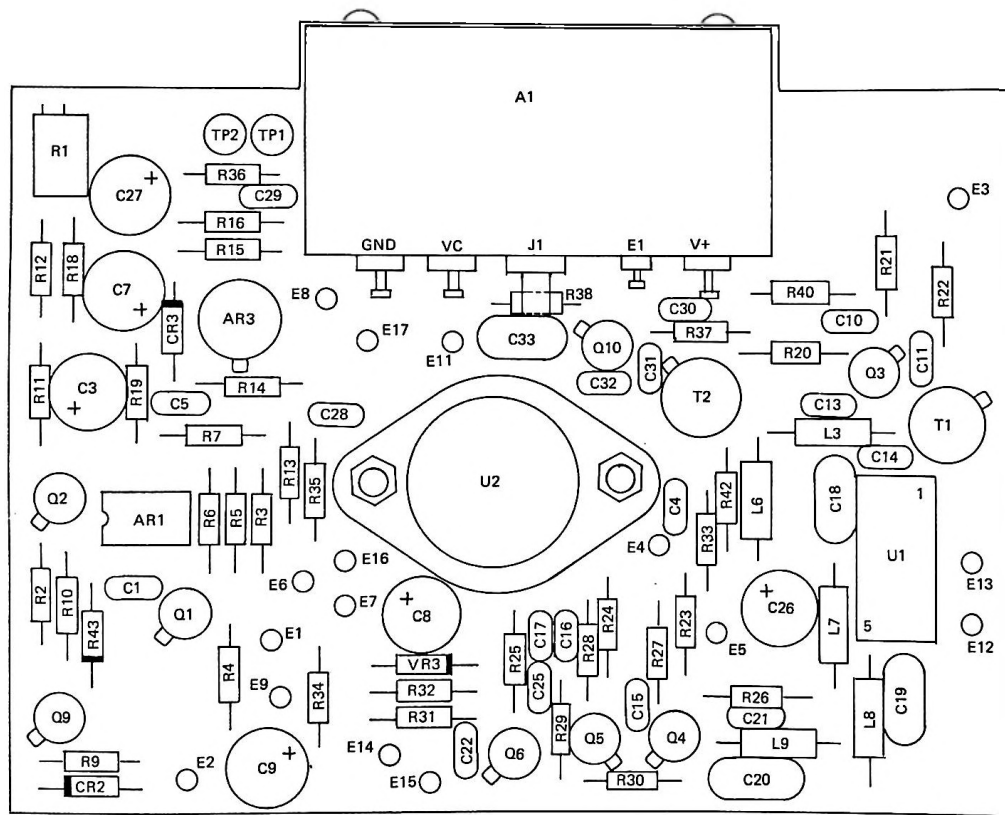 A1
R1
TP2 TP1
R36
C27 +
C29
R16
R15
E3
GND VC J1 E1 V+
R12
R18
C7
+
CR3
AR3
E8
R38
R40
R21
R22
E17
E11
C33
C30
R37
C10
Q10
R20
C11
Q3
R11
C3
+
R19
R14
C5
C32
C31
T2
C13
T1
R7
C28
L3
C14
R13
R35
U2
Q2
AR1
R6
R5
R3
C4
R33
R42
L6
C18
1
U1
5
E4
E16
E6
E7
E13
E12
R2
R10
R43
C1
Q1
E1
+
C8
R25
C17
C16
R28
R24
R27
R23
E5
+
C26
L7
R4
E9
R34
VR3
R32
R31
C25
R29
C15
R26
C21
L8
C19
Q9
R9
CR2
E2
C9 +
E14
E15
C22
Q6
Q5
Q4
R30
L9
C20